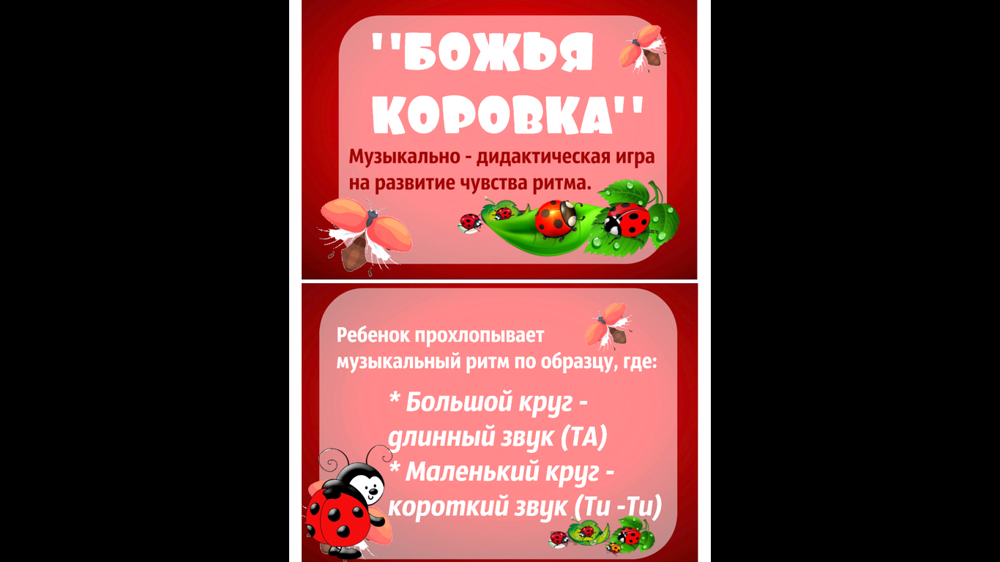 ''БОЖЬЯ
КОРОВКА''
Музыкально - дидактическая игра
на развитие чувства ритма.
Ребенок прохлопывает
музыкальный ритм по образцу, где:
* Большой круг -
длинный звук (ТА)
* Маленький круг -
короткий звук (Ти -Ти)